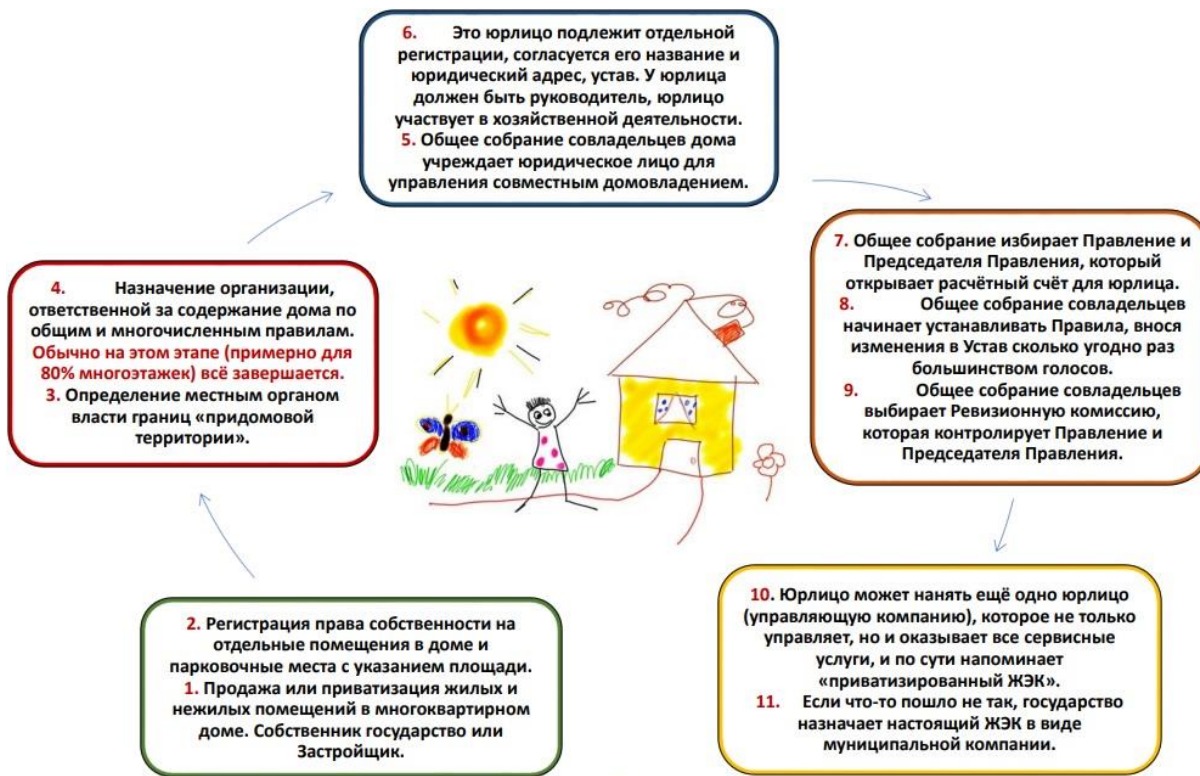 6. Это юрлицо подлежит отдельной
регистрации, согласуется его название и
юридический адрес, устав. У юрлица
должен быть руководитель, юрлицо
участвует в хозяйственной деятельности.
5. Общее собрание совладельцев дома
учреждает юридическое лицо для
управления совместным домовладением.
4. Назначение организации,
ответственной за содержание дома по
общим и многочисленным правилам.
Обычно на этом этапе (примерно для
80% многоэтажек) всё завершается.
3. Определение местным органом
власти границ «придомовой
территории».
7. Общее собрание избирает Правление и
Председателя Правления, который
открывает расчётный счёт для юрлица.
8. Общее собрание совладельцев
начинает устанавливать Правила, внося
изменения в Устав сколько угодно раз
большинством голосов.
9. Общее собрание совладельцев
выбирает Ревизионную комиссию,
которая контролирует Правление и
Председателя Правления.
2. Регистрация права собственности на
отдельные помещения в доме и
парковочные места с указанием площади.
1. Продажа или приватизация жилых и
нежилых помещений в многоквартирном
доме. Собственник государство или
Застройщик.
10. Юрлицо может нанять ещё одно юрлицо
(управляющую компанию), которое не только
управляет, но и оказывает все сервисные
услуги, и по сути напоминает
«приватизированный ЖЭК».
11. Если что-то пошло не так, государство
назначает настоящий ЖЭК в виде
муниципальной компании.